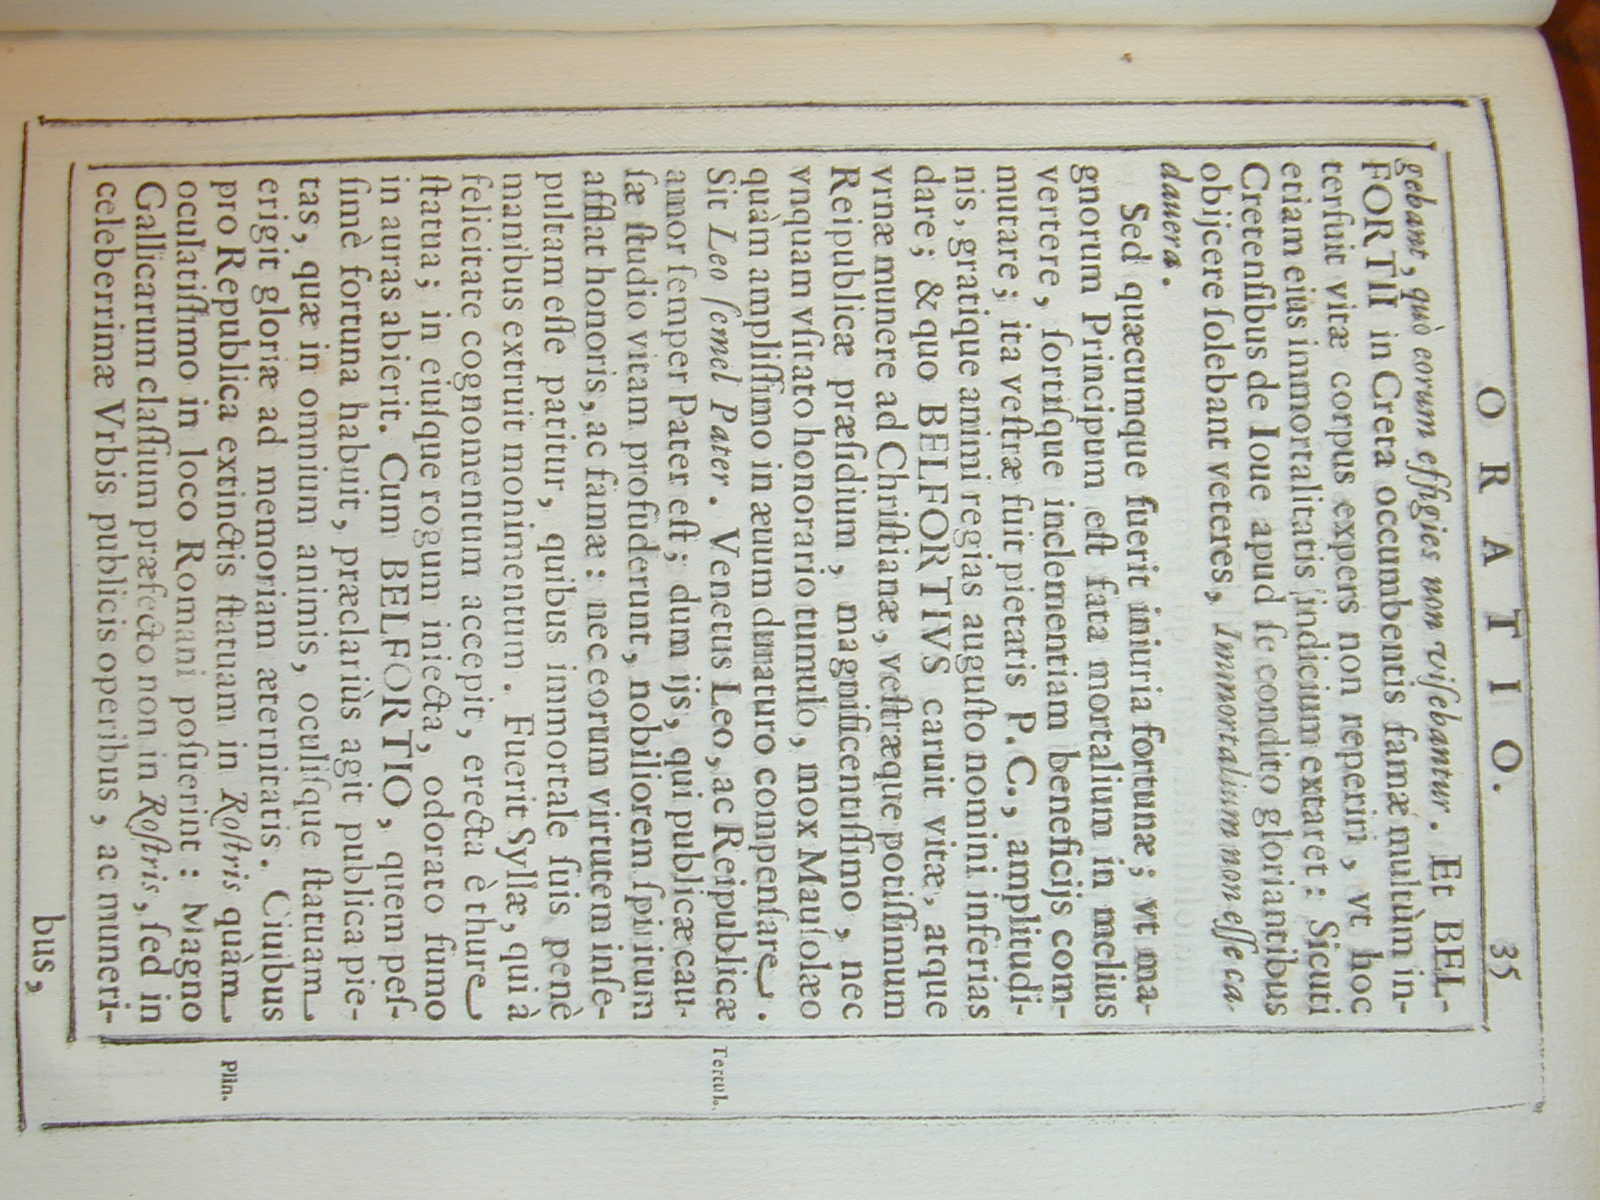 ORATIO. 35
gebant, quò eorum effigies non viſebantur. Et BEL-
FORTII in Creta occumbentis famæ multùm in-
terfuit vitæ corpus expers non reperiri, vt hoc
etiam eius immortalitatis indicium extaret: Sicuti
Cretenſibus de Ioue apud ſe condito gloriantibus
obijcere ſolebant veteres, Immortalium non eſſe ca-
dauera.
Sed quæcumque fuerit iniuria fortunæ; vt ma-
gnorum Principum eſt fata mortalium in melius
vertere, ſortiſque inclementiam beneficijs com-
mutare; ita veſtræ fuit pietatis P. C., amplitudi-
nis, gratique animi regias auguſto nomini inferias
dare; & quo BELFORTIVS caruit vitæ, atque
vrnæ munere ad Chriſtianæ, veſtræque potiſſimum
Reipublicæ præſidium, magnificentiſſimo, nec
vnquam vſitato honorario tumulo, mox Mauſolæo
quàm ampliſſimo in æuum duraturo compenſare.
Sit Leo ſemel Pater. Venetus Leo, ac Reipublicæ
amor ſemper Pater eſt; dum ijs, qui publicæ cau-
ſæ ſtudio vitam profuderunt, nobiliorem ſpiritum
afflat honoris, ac famæ: nec eorum virtutem inſe-
pultam eſſe patitur, quibus immortale ſuis penè
manibus extruit monimentum. Fuerit Syllæ, qui à
felicitate cognomentum accepit, erecta è thure
ſtatua; in eiuſque rogum iniecta, odorato fumo
in auras abierit. Cum BELFORTIO, quem peſ-
ſimè fortuna habuit, præclariùs agit publica pie-
tas, quæ in omnium animis, oculiſque ſtatuam
erigit gloriæ ad memoriam æternitatis. Ciuibus
pro Republica extinctis ſtatuam in Roſtris quàm
oculatiſſimo in loco Romani poſuerint: Magno
Gallicarum claſſium præfecto non in Roſtris, ſed in
celeberrimæ Vrbis publicis operibus, ac muneri-
bus,
Tertul.
Plin.